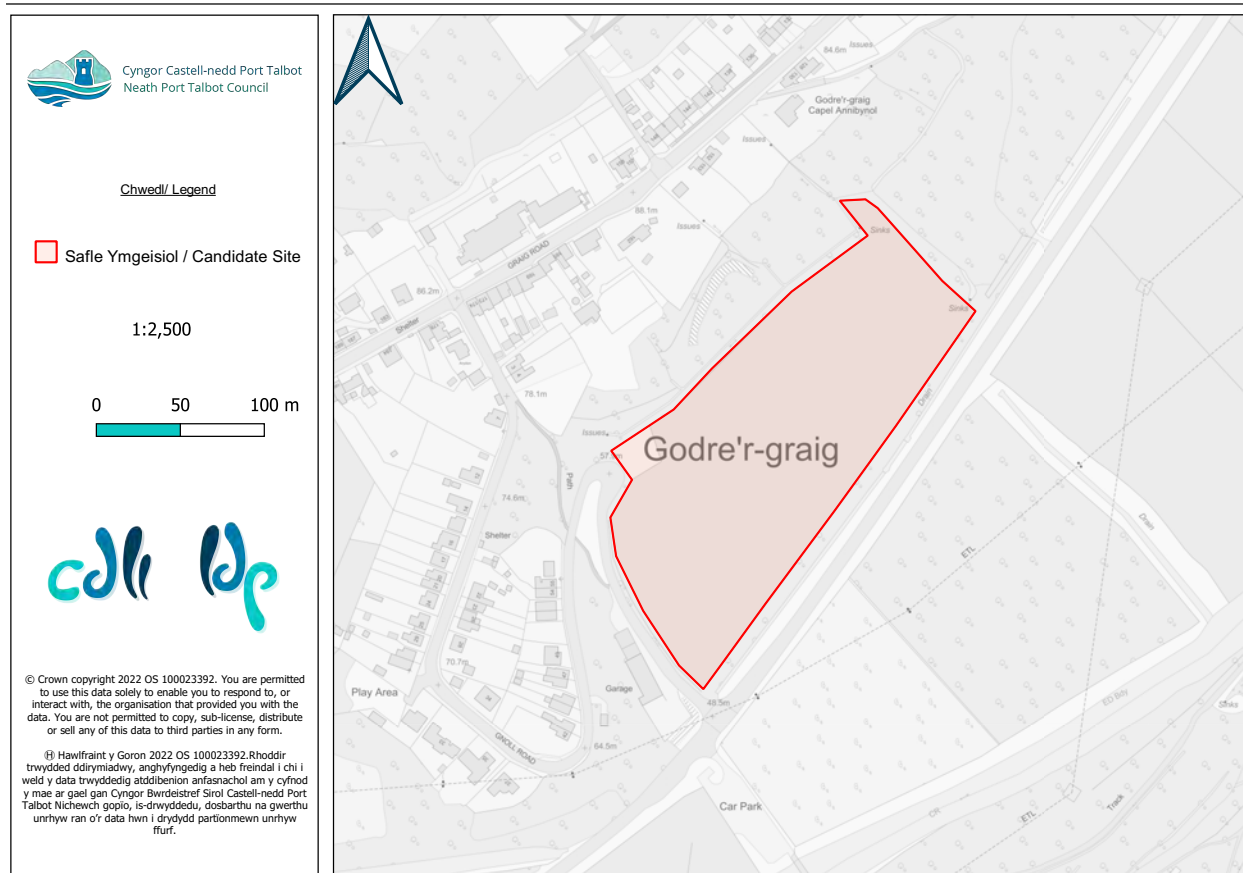 Cyngor Castell-nedd Port Talbot
Neath Port Talbot Council
Chwedl/ Legend
Safle Ymgeisiol / Candidate Site
1:2,500
0 50 100 m
cdll ldp
© Crown copyright 2022 OS 100023392. You are permitted
to use this data solely to enable you to respond to, or
interact with, the organisation that provided you with the
data. You are not permitted to copy, sub-license, distribute
or sell any of this data to third parties in any form.
Ⓗ Hawlfraint y Goron 2022 OS 100023392.Rhoddir
trwydded ddirymiadwy, anghyfyngedig a heb freindal i chi i
weld y data trwyddedig atddibenion anfasnachol am y cyfnod
y mae ar gael gan Cyngor Bwrdeistref Sirol Castell-nedd Port
Talbot Nichewch gopïo, is-drwyddedu, dosbarthu na gwerthu
unrhyw ran o'r data hwn i drydydd partïonmewn unrhyw
ffurf.
84.6m
Issues
Godre'r-graig
Capel Annibynol
Issues
88.1m
Issues
Sinks
GRAIG ROAD
86.2m
Shelter
Sinks
78.1m
Drain
Issues
Godre'r-graig
Path
74.6m
Shelter
Drain
ETL
70.7m
Play Area
Garage
48.5m
ED Bdy
Sinks
GNOLL ROAD
64.5m
Car Park
CR
ETL
Track